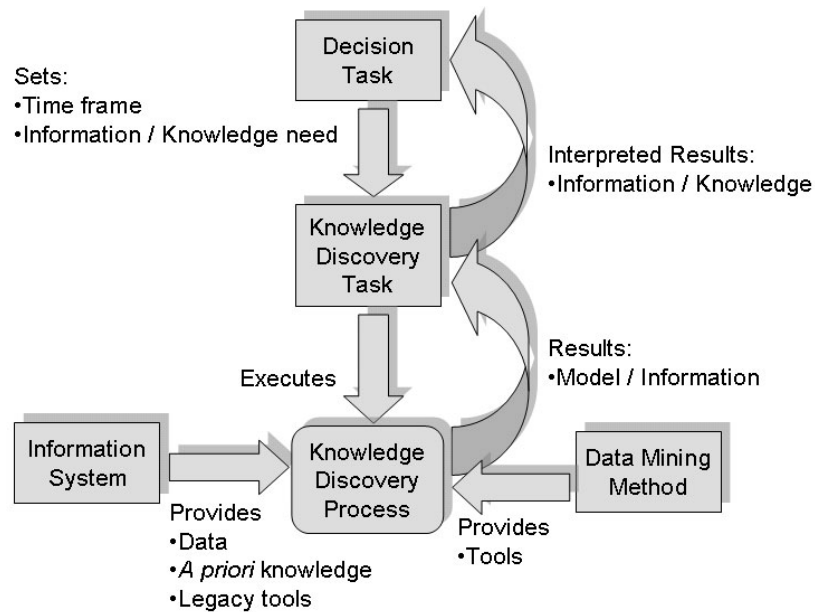 Decision
Task
Sets:
•Time frame
•Information / Knowledge need
Interpreted Results:
•Information / Knowledge
Knowledge
Discovery
Task
Executes
Results:
•Model / Information
Information
System
Knowledge
Discovery
Process
Data Mining
Method
Provides
•Data
•A priori knowledge
•Legacy tools
Provides
•Tools